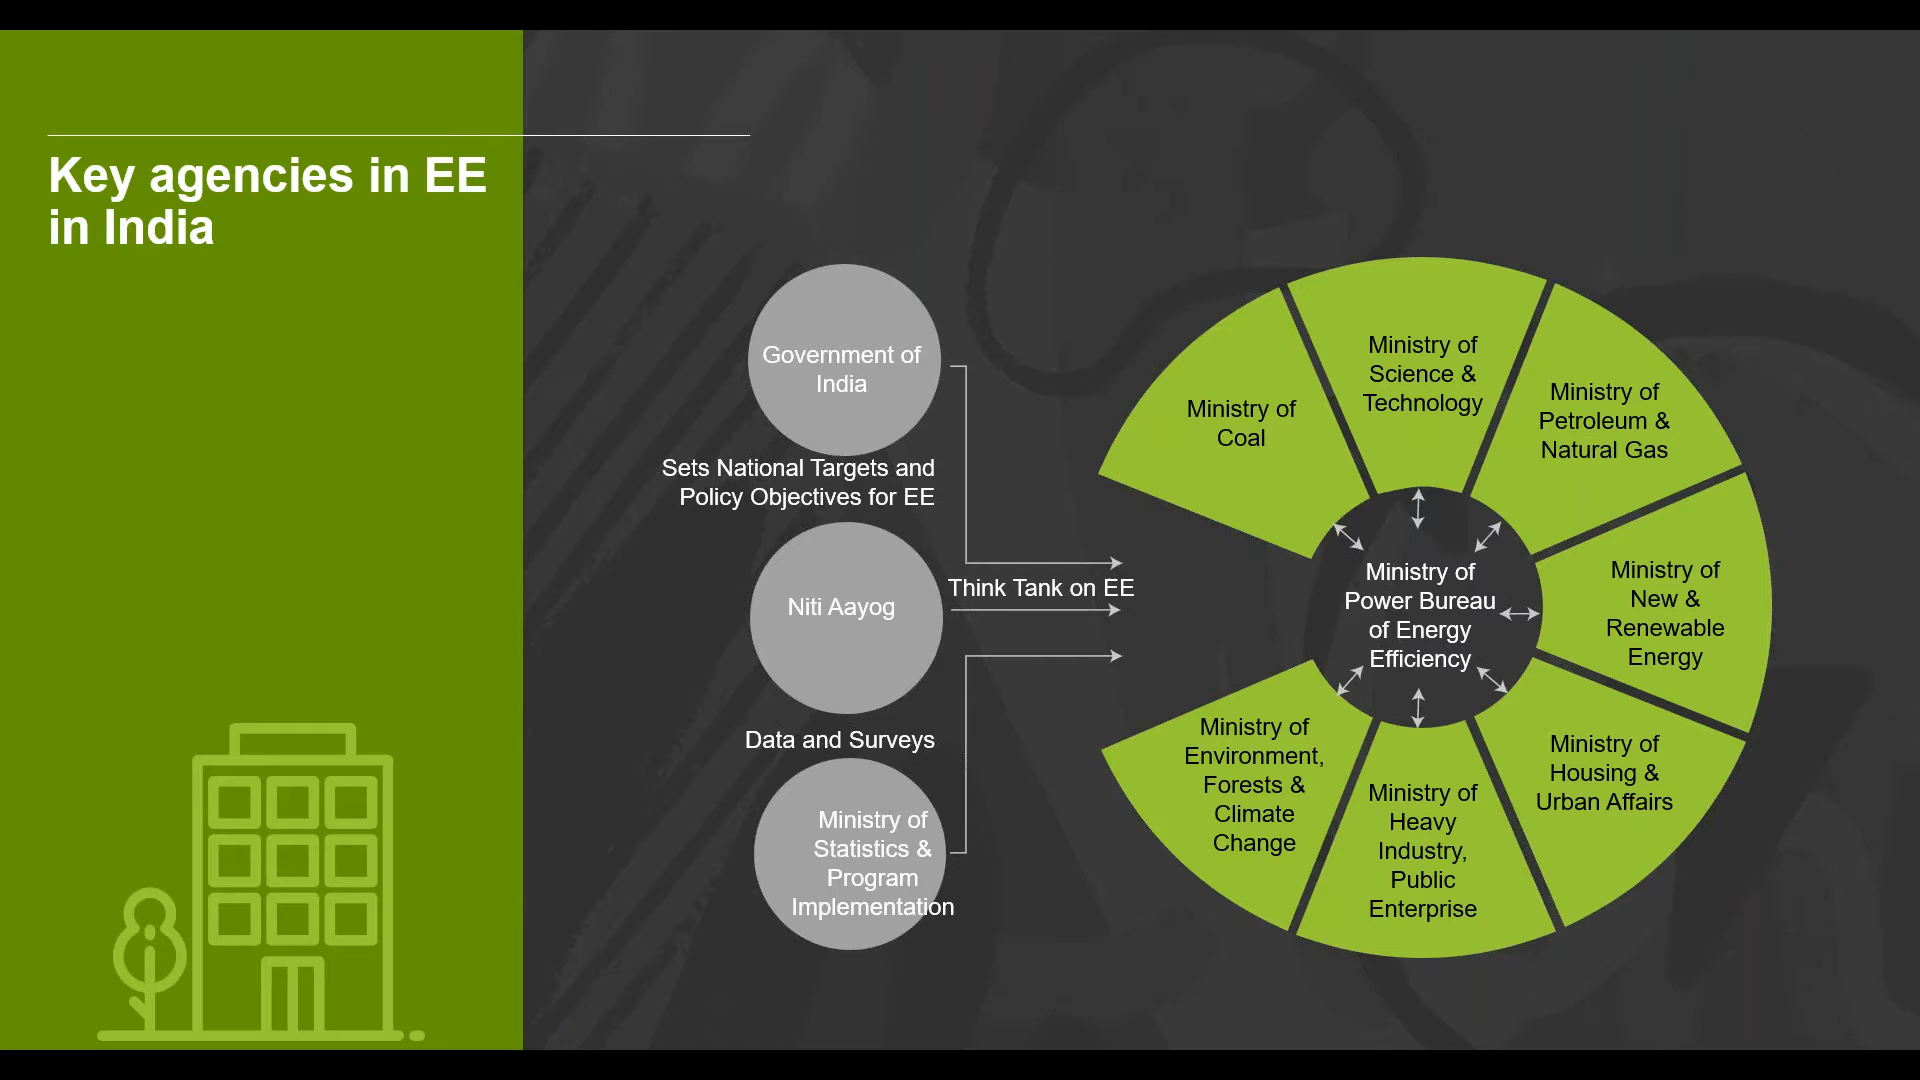 Key agencies in EE
in India
Government of
India
Sets National Targets and
Policy Objectives for EE
Niti Aayog
Think Tank on EE
Data and Surveys
Ministry of
Statistics &
Program
Implementation
Ministry of
Coal
Ministry of
Science &
Technology
Ministry of
Petroleum &
Natural Gas
Ministry of
New &
Renewable
Energy
Ministry of
Housing &
Urban Affairs
Ministry of
Heavy
Industry,
Public
Enterprise
Ministry of
Environment,
Forests &
Climate
Change
Ministry of
Power Bureau
of Energy
Efficiency